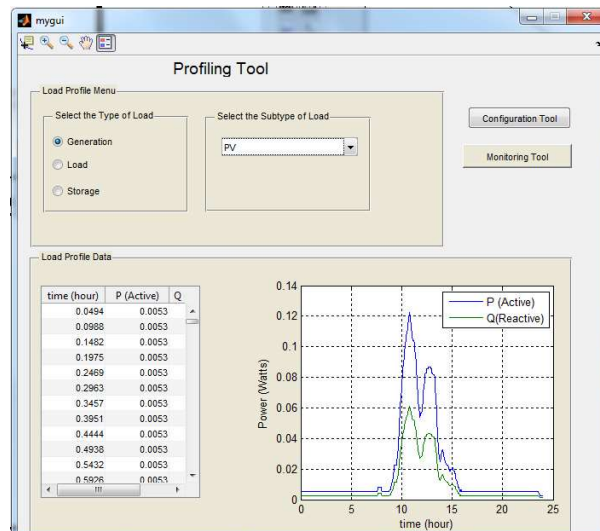 mygui
Profiling Tool
Load Profile Menu
Select the Type of Load
Generation
Load
Storage
Select the Subtype of Load
PV
Configuration Tool
Monitoring Tool
Load Profile Data
time (hour) P (Active) Q
0.0494 0.0053
0.0988 0.0053
0.1482 0.0053
0.1975 0.0053
0.2469 0.0053
0.2963 0.0053
0.3457 0.0053
0.3951 0.0053
0.4444 0.0053
0.4938 0.0053
0.5432 0.0053
0.5926 0.0053
P (Active)
Q(Reactive)
0.14
0.12
0.1
0.08
0.06
0.04
0.02
0
Power (Watts)
0 5 10 15 20 25
time (hour)